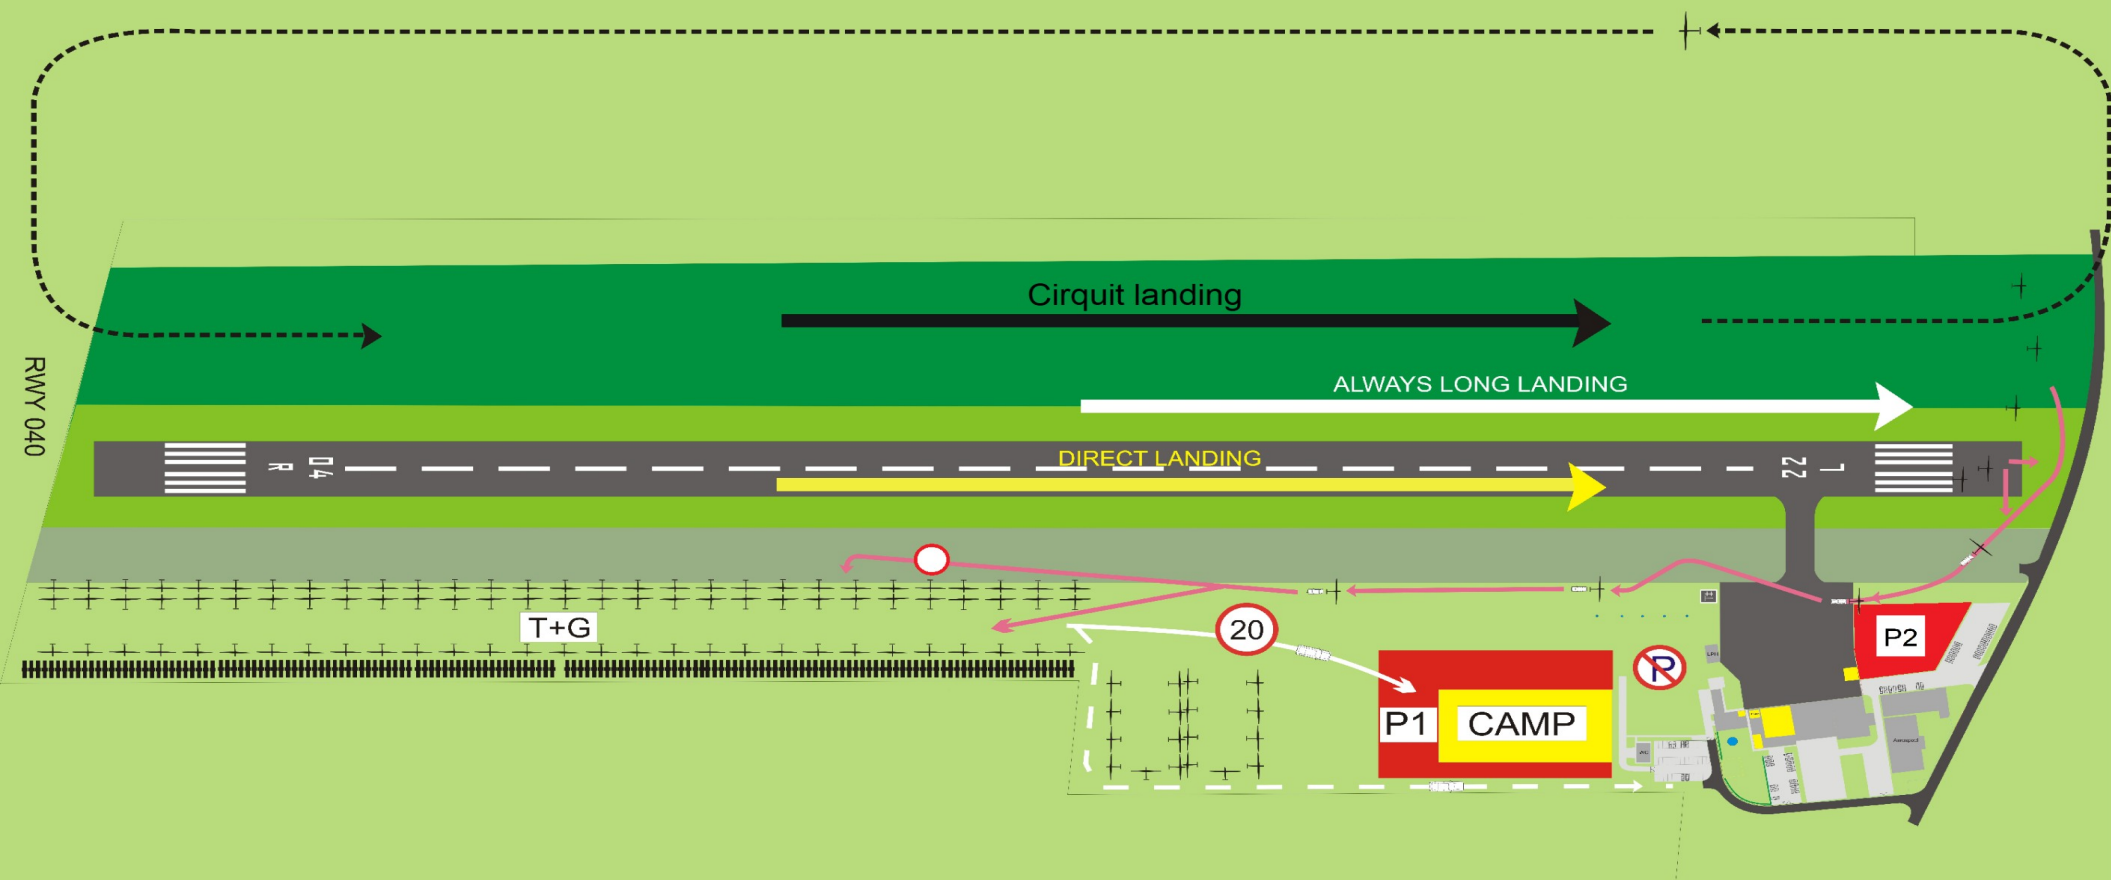 Cirquit landing
ALWAYS LONG LANDING
RWY 040
04
R
DIRECT LANDING
22
L
T+G
20
P
P2
P1
CAMP